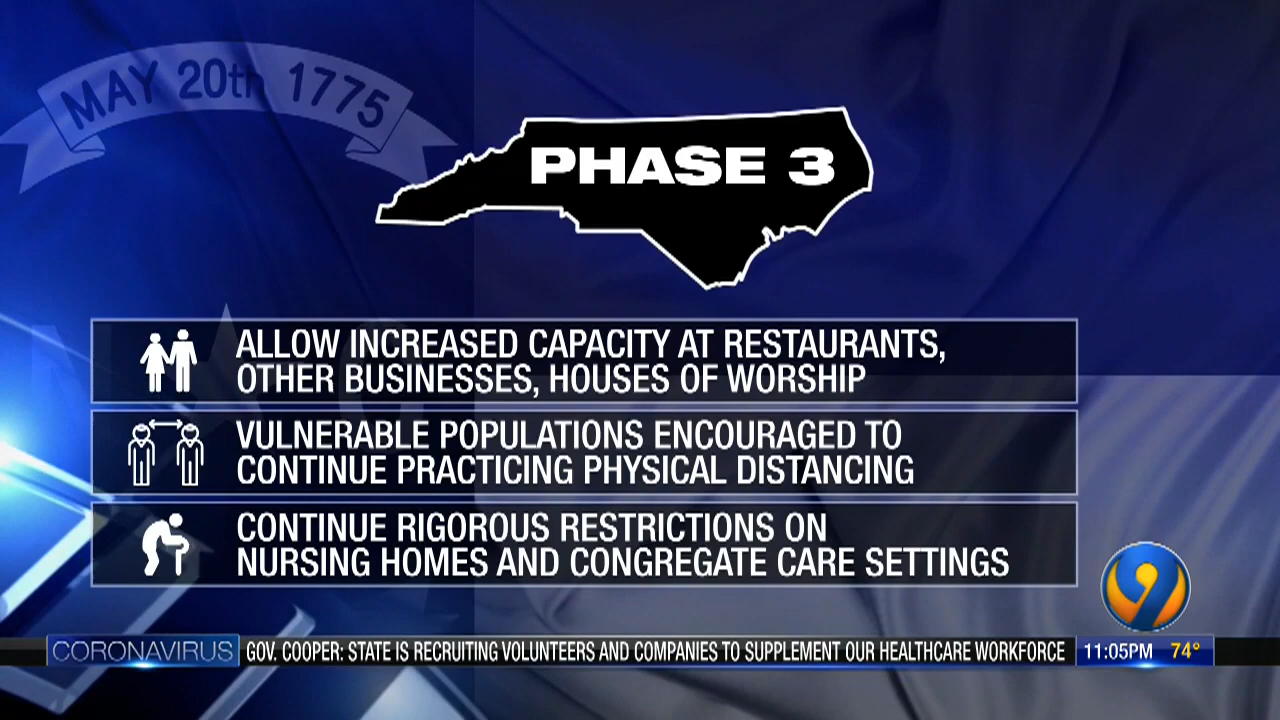 MAY 20th 1775
PHASE 3
ALLOW INCREASED CAPACITY AT RESTAURANTS,
OTHER BUSINESSES, HOUSES OF WORSHIP
VULNERABLE POPULATIONS ENCOURAGED TO
CONTINUE PRACTICING PHYSICAL DISTANCING
CONTINUE RIGOROUS RESTRICTIONS ON
NURSING HOMES AND CONGREGATE CARE SETTINGS
9
CORONAVIRUS GOV. COOPER: STATE IS RECRUITING VOLUNTEERS AND COMPANIES TO SUPPLEMENT OUR HEALTHCARE WORKFORCE 11:05PM 74°